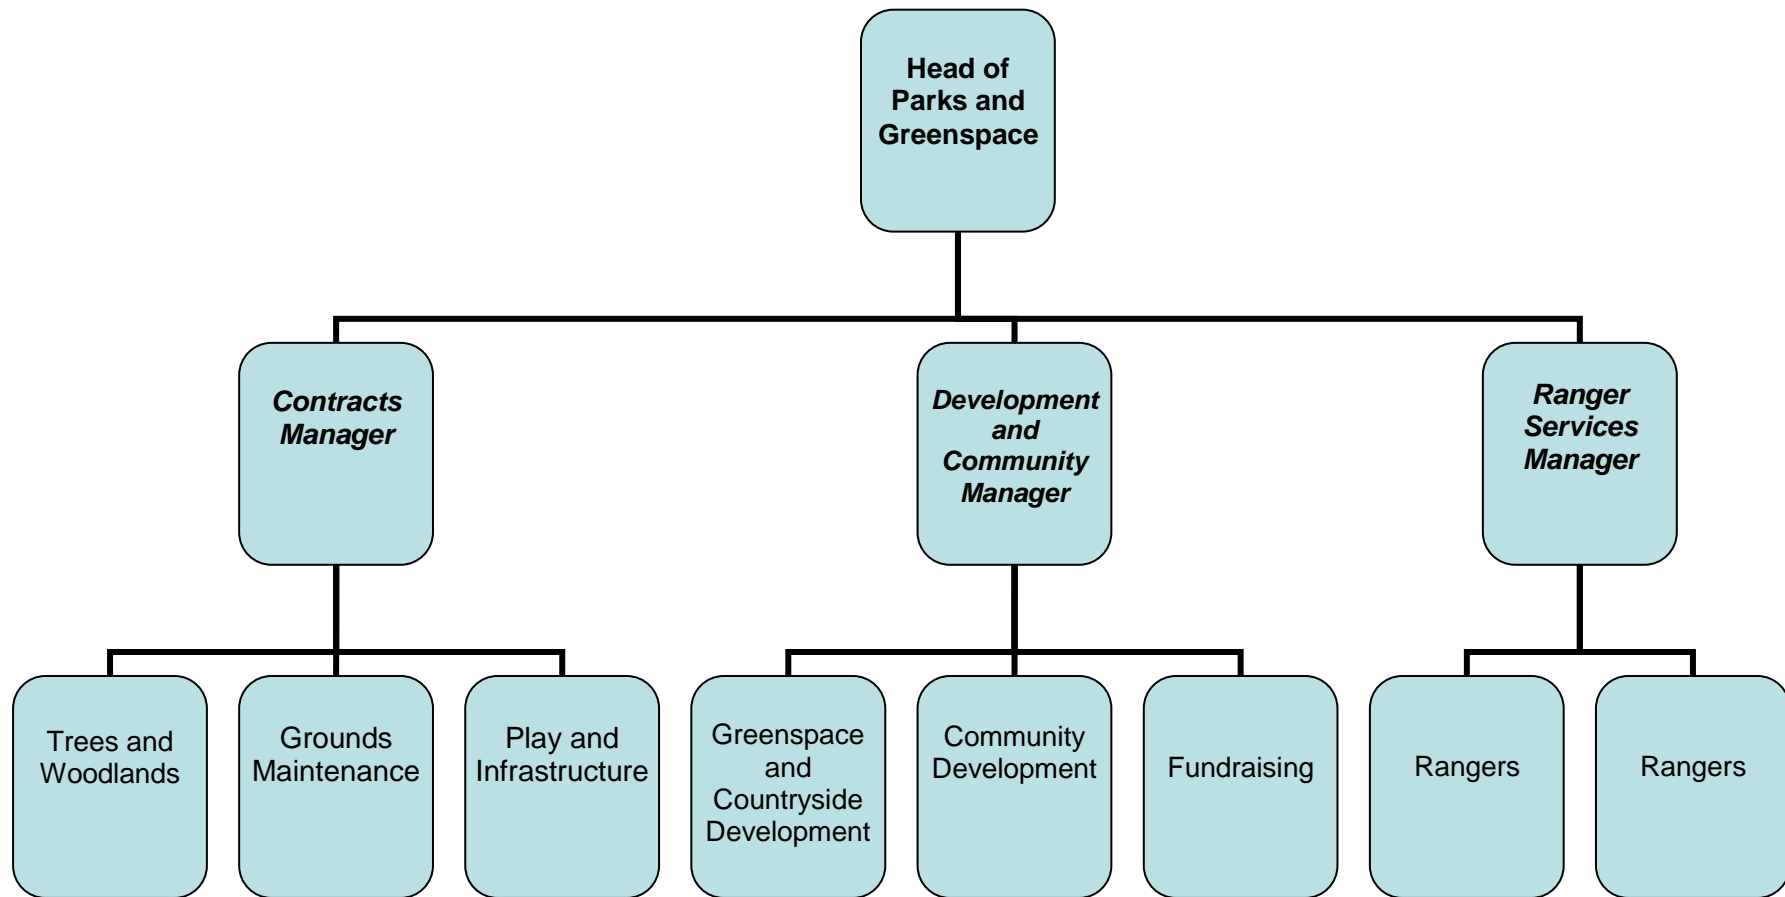 Head of
Parks and
Greenspace
Contracts
Manager
Development
and
Community
Manager
Ranger
Services
Manager
Trees and
Woodlands
Grounds
Maintenance
Play and
Infrastructure
Greenspace
and
Countryside
Development
Community
Development
Fundraising
Rangers
Rangers